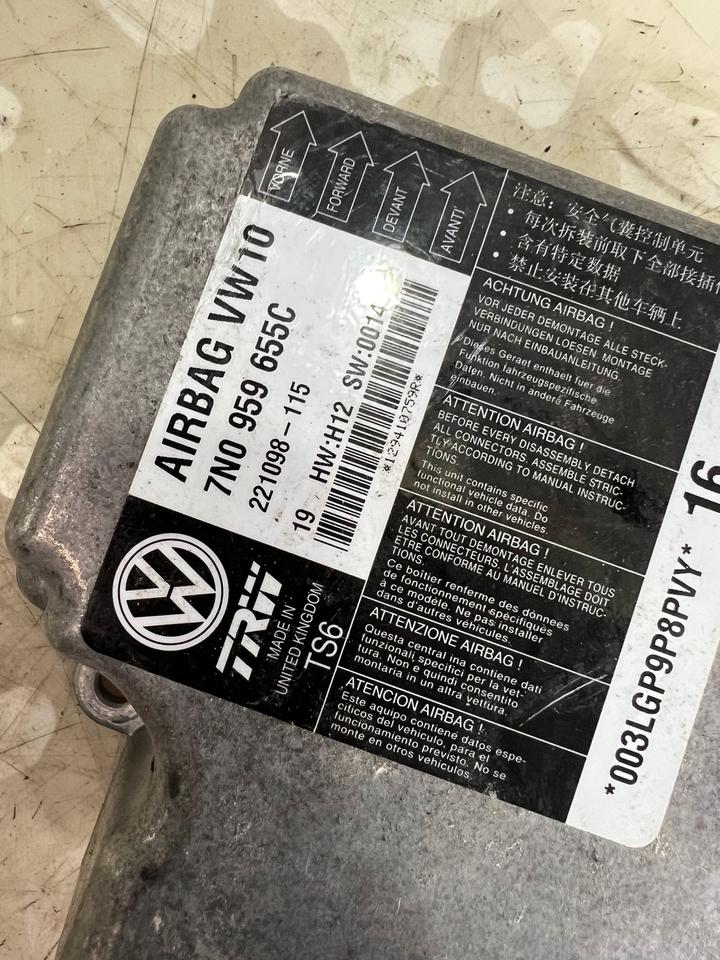 VORNE
FORWARD
DEVANT
AVANTI
AIRBAG VW10
7N0 959 655C
221098-115
19 HW:H12 SW:0014
*129410759R*
VW
TRW
MADE IN
UNITED KINGDOM
TS6
注意: 安全气囊控制单元
• 每次拆装前取下全部接插件
• 含有特定数据
• 禁止安装在其他车辆上
ACHTUNG AIRBAG !
VOR JEDER DEMONTAGE ALLE STECK-
VERBINDUNGEN LOESEN, MONTAGE
NUR NACH EINBAUANLEITUNG.
Dieses Geraet enthaelt fuer die
Funktion fahrzeugspezifische
Daten. Nicht in andere Fahrzeuge
einbauen.
ATTENTION AIRBAG !
BEFORE EVERY DISASSEMBLY DETACH
ALL CONNECTORS, ASSEMBLE STRIC-
TLY ACCORDING TO MANUAL INSTRUC-
TIONS.
This unit contains specific
functional vehicle data. Do
not install in other vehicles.
ATTENTION AIRBAG !
AVANT TOUT DEMONTAGE ENLEVER TOUS
LES CONNECTEURS, L'ASSEMBLAGE DOIT
ETRE CONFORME AU MANUEL D'INSTRUC-
TIONS.
Ce boîtier renferme des données
de fonctionnement spécifiques
à ce modèle. Ne pas installer
dans d'autres véhicules.
ATTENZIONE AIRBAG !
Questa central ina contiene dati
funzionali specifici per la vet.
tura. Non e quindi consentito
montaria in un altra vettura.
ATENCION AIRBAG !
Este equipo contiene datos espe-
cificos del vehiculo, para el
funcionamiento previsto. No se
monte en otros vehiculos.
*003LGP9P8PVY*
16